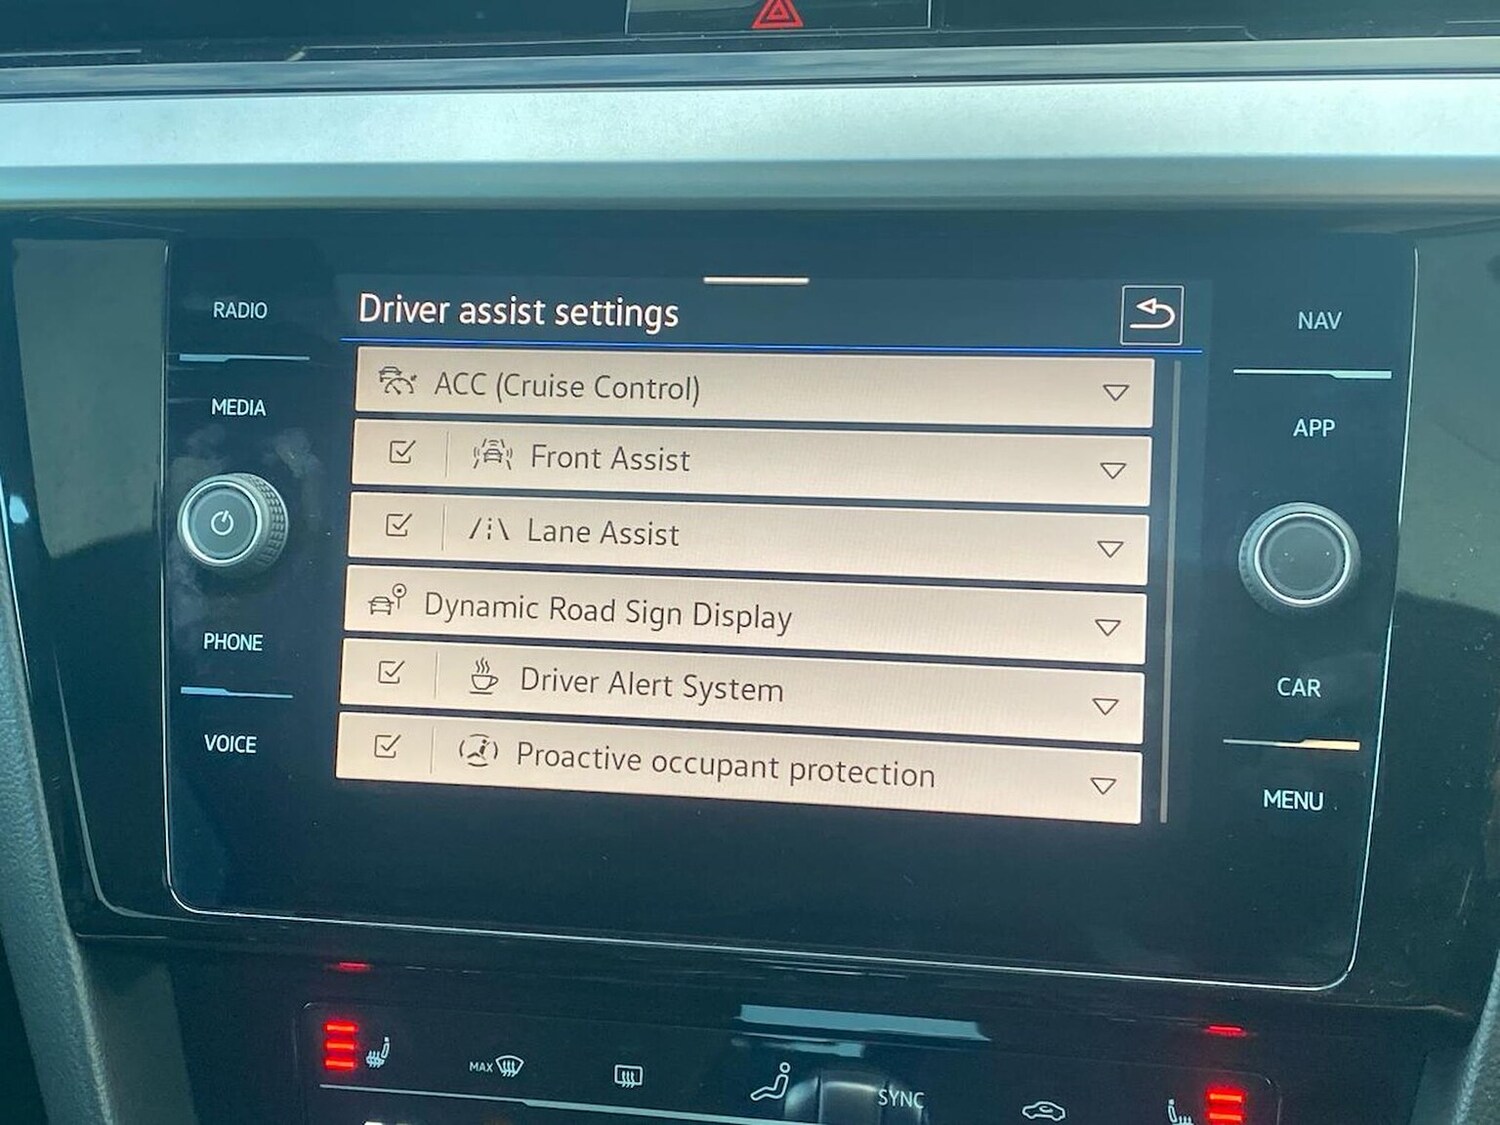 RADIO
MEDIA
PHONE
VOICE
Driver assist settings
ACC (Cruise Control)
Front Assist
Lane Assist
Dynamic Road Sign Display
Driver Alert System
Proactive occupant protection
NAV
APP
CAR
MENU
MAX
SYNC